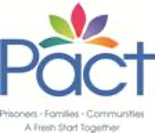 Pact
Prisoners - Families - Communities
A Fresh Start Together